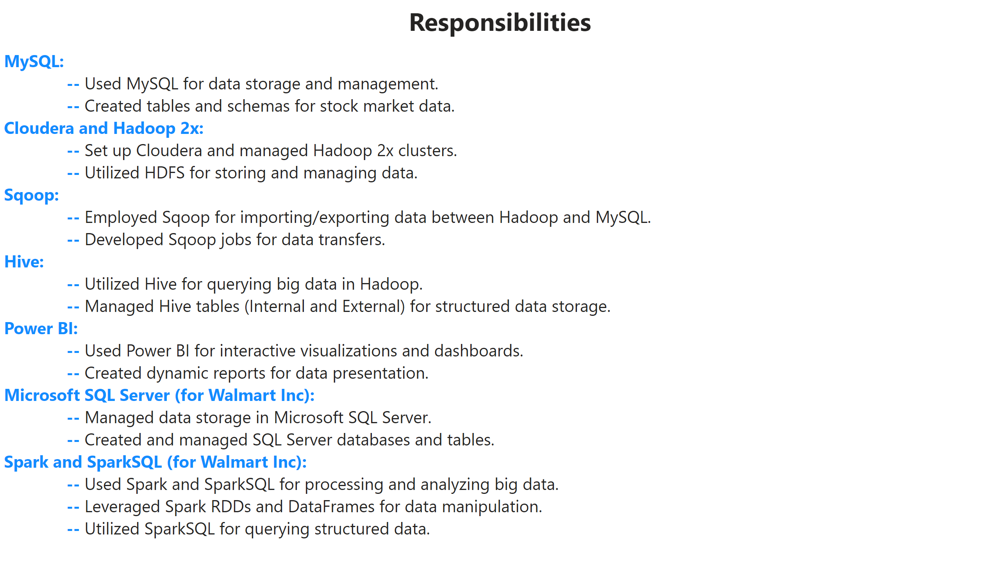 Responsibilities
MySQL:
-- Used MySQL for data storage and management.
-- Created tables and schemas for stock market data.
Cloudera and Hadoop 2x:
-- Set up Cloudera and managed Hadoop 2x clusters.
-- Utilized HDFS for storing and managing data.
Sqoop:
-- Employed Sqoop for importing/exporting data between Hadoop and MySQL.
-- Developed Sqoop jobs for data transfers.
Hive:
-- Utilized Hive for querying big data in Hadoop.
-- Managed Hive tables (Internal and External) for structured data storage.
Power BI:
-- Used Power BI for interactive visualizations and dashboards.
-- Created dynamic reports for data presentation.
Microsoft SQL Server (for Walmart Inc):
-- Managed data storage in Microsoft SQL Server.
-- Created and managed SQL Server databases and tables.
Spark and SparkSQL (for Walmart Inc):
-- Used Spark and SparkSQL for processing and analyzing big data.
-- Leveraged Spark RDDs and DataFrames for data manipulation.
-- Utilized SparkSQL for querying structured data.